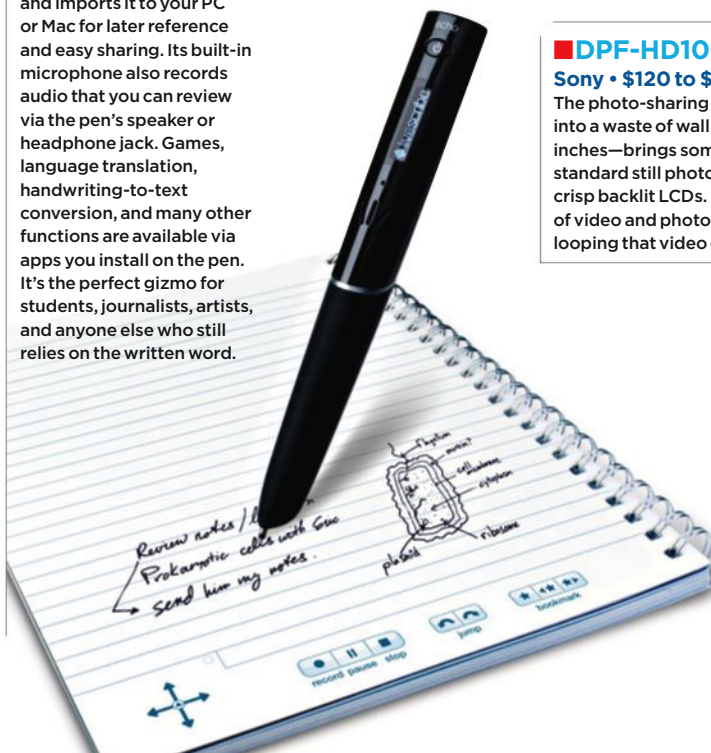 and imports it to your PC
or Mac for later reference
and easy sharing. Its built-in
microphone also records
audio that you can review
via the pen's speaker or
headphone jack. Games,
language translation,
handwriting-to-text
conversion, and many other
functions are available via
apps you install on the pen.
It's the perfect gizmo for
students, journalists, artists,
and anyone else who still
relies on the written word.
echo
livescribe
DPF-HD10
Sony • $120 to $
The photo-sharing
into a waste of wall
inches—brings som
standard still photo
crisp backlit LCDs.
of video and photo
looping that video
Review notes /
Prokaryotic cells with Eric
send him my notes.
flagellum
cell
membrane
cytoplasm
ribosome
plasmid
record pause stop
jump
bookmark